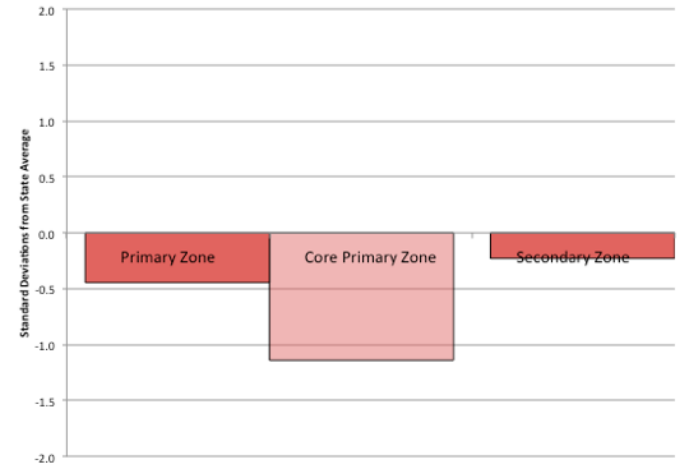 2.0
1.5
1.0
0.5
0.0
-0.5
-1.0
-1.5
-2.0
Standard Deviations from State Average
Primary Zone
Core Primary Zone
Secondary Zone